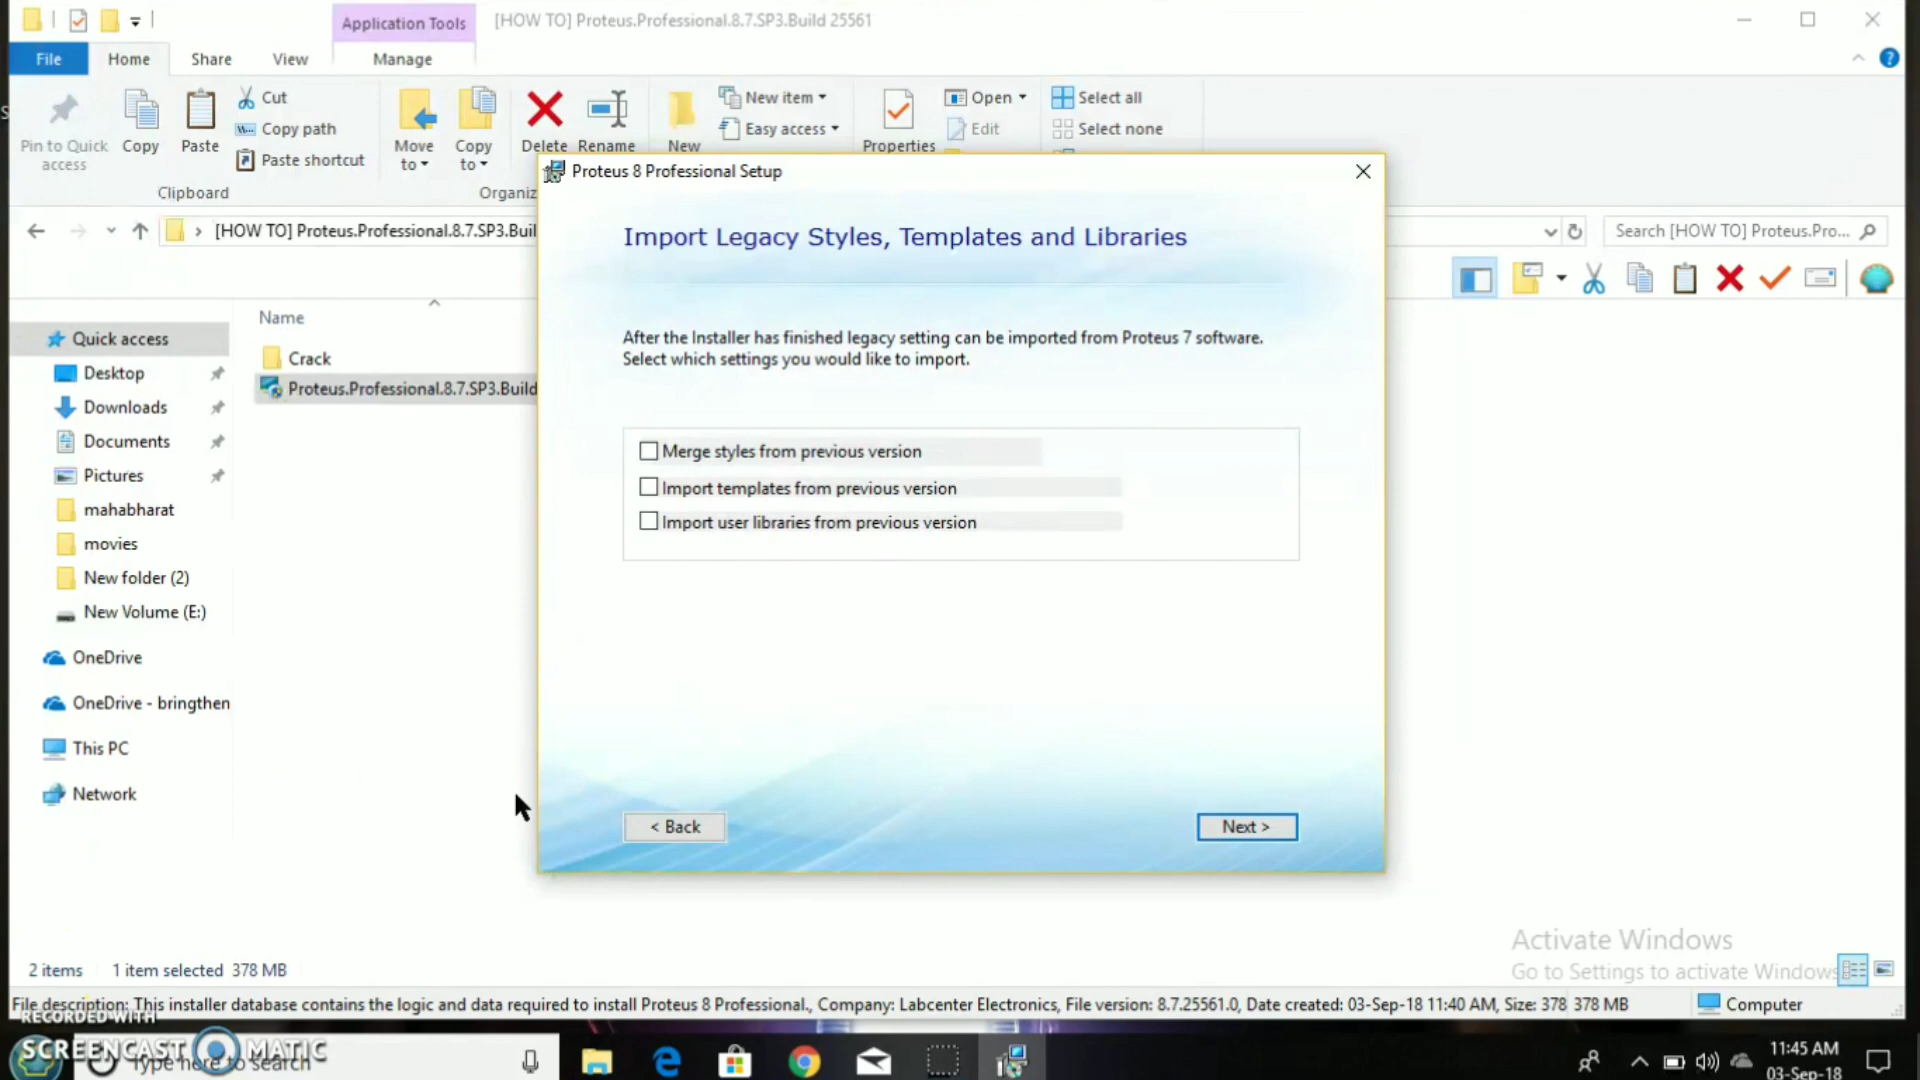 Application Tools
[HOW TO] Proteus.Professional.8.7.SP3.Build 25561
File
Home
Share
View
Manage
Pin to Quick
access
Copy
Paste
Cut
Copy path
Paste shortcut
Clipboard
Move
to
Copy
to
Delete
Rename
Organiz
New
New item
Easy access
Properties
Open
Edit
Select all
Select none
[HOW TO] Proteus.Professional.8.7.SP3.Buil
Search [HOW TO] Proteus.Pro...
Name
Quick access
Desktop
Downloads
Documents
Pictures
mahabharat
movies
New folder (2)
New Volume (E:)
OneDrive
OneDrive - bringthen
This PC
Network
Crack
Proteus.Professional.8.7.SP3.Build
Proteus 8 Professional Setup
Import Legacy Styles, Templates and Libraries
After the Installer has finished legacy setting can be imported from Proteus 7 software.
Select which settings you would like to import.
Merge styles from previous version
Import templates from previous version
Import user libraries from previous version
< Back
Next >
Activate Windows
Go to Settings to activate Windows
2 items
1 item selected 378 MB
File description: This installer database contains the logic and data required to install Proteus 8 Professional., Company: Labcenter Electronics, File version: 8.7.25561.0, Date created: 03-Sep-18 11:40 AM, Size: 378 378 MB
Computer
RECORDED WITH
SCREENCAST MATIC
Type here to search
11:45 AM
03-Sep-18